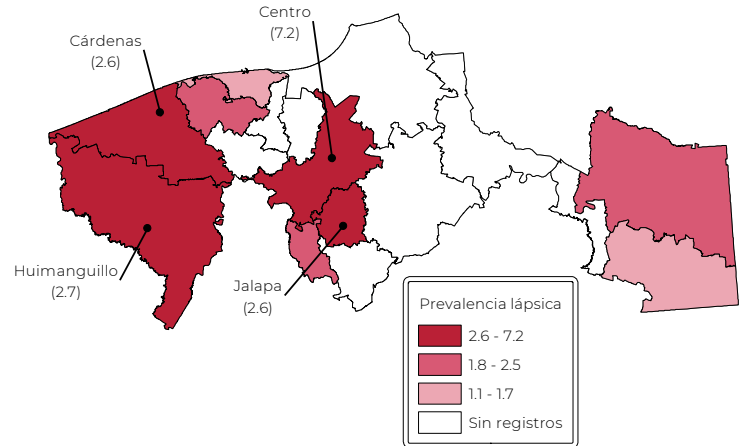 Centro
(7.2)
Cárdenas
(2.6)
Huimanguillo
(2.7)
Jalapa
(2.6)
Prevalencia lápsica
2.6 - 7.2
1.8 - 2.5
1.1 - 1.7
Sin registros